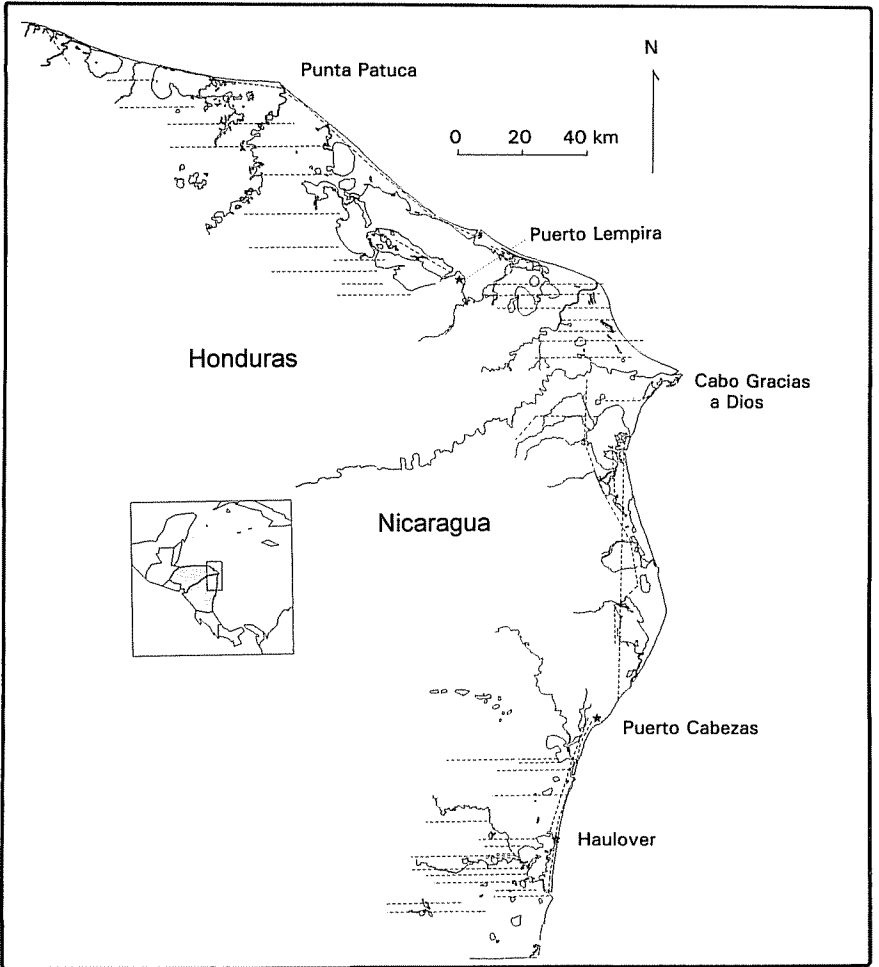 Punta Patuca
N
0 20 40 km
Puerto Lempira
Honduras
Cabo Gracias
a Dios
Nicaragua
Puerto Cabezas
Haulover